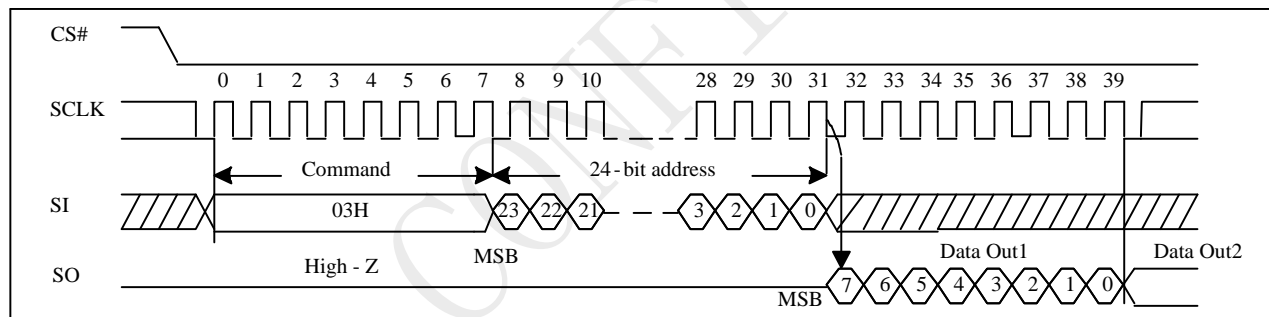 CS#
0 1 2 3 4 5 6 7 8 9 10 28 29 30 31 32 33 34 35 36 37 38 39
SCLK
Command 24-bit address
SI 03H 23 22 21 3 2 1 0
MSB Data Out1 Data Out2
High - Z
SO MSB 7 6 5 4 3 2 1 0